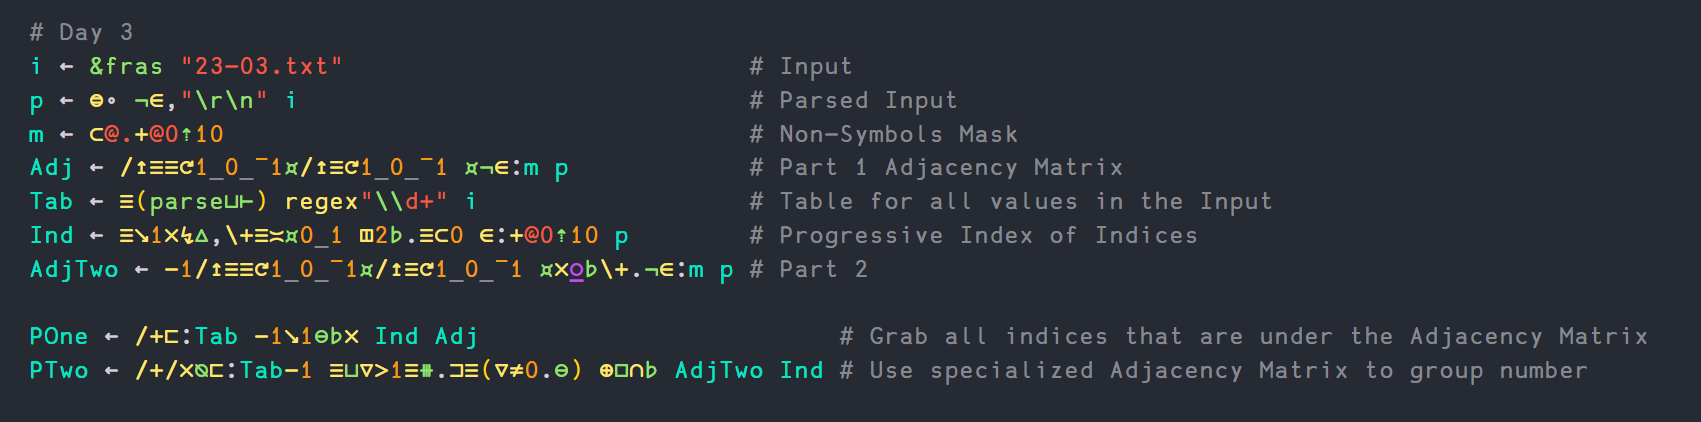 # Day 3
i ← &fras "23-03.txt" # Input
p ← ⊜∘ ¬∊,"\r\n" i # Parsed Input
m ← ⊂@.+@0⇡10 # Non-Symbols Mask
Adj ← /↥≡≡↻1_0_¯1¤/↥≡↻1_0_¯1 ¤¬∊:m p # Part 1 Adjacency Matrix
Tab ← ≡(parse⊔⊢) regex"\\d+" i # Table for all values in the Input
Ind ← ≡↘1×↯△,\+≡≍¤0_1 ⊞2♭.≡⊂0 ∊:+@0⇡10 p # Progressive Index of Indices
AdjTwo ← -1/↥≡≡↻1_0_¯1¤/↥≡↻1_0_¯1 ¤×⍜♭\+.¬∊:m p # Part 2
POne ← /+⊏:Tab -1↘1⊝♭× Ind Adj # Grab all indices that are under the Adjacency Matrix
PTwo ← /+/×⍉⊏:Tab-1 ≡⊔▽>1≡⧻.⊐≡(▽≠0.⊝) ⊕□∩♭ AdjTwo Ind # Use specialized Adjacency Matrix to group number